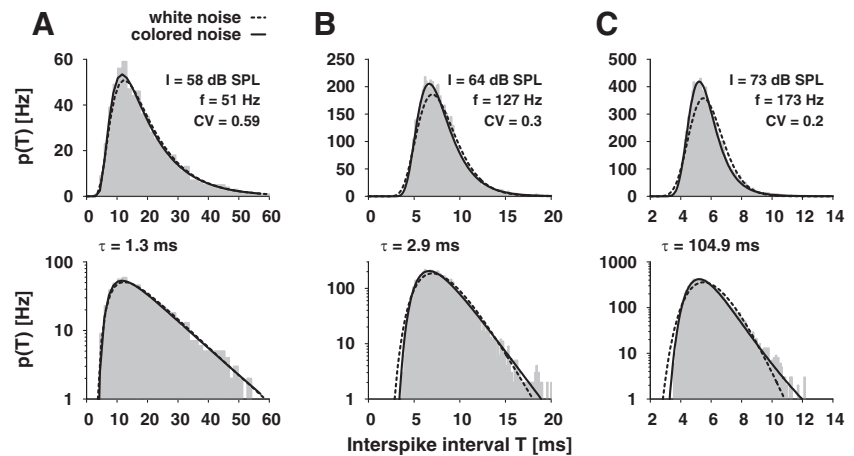 A
white noise
colored noise
B
C
p(T) [Hz]
60
40
20
0
I = 58 dB SPL
f = 51 Hz
CV = 0.59
0 10 20 30 40 50 60
250
200
150
100
50
0
I = 64 dB SPL
f = 127 Hz
CV = 0.3
0 5 10 15 20
500
400
300
200
100
0
I = 73 dB SPL
f = 173 Hz
CV = 0.2
2 4 6 8 10 12 14
p(T) [Hz]
τ = 1.3 ms
100
10
1
0 10 20 30 40 50 60
τ = 2.9 ms
100
10
1
0 5 10 15 20
τ = 104.9 ms
1000
100
10
1
2 4 6 8 10 12 14
Interspike interval T [ms]